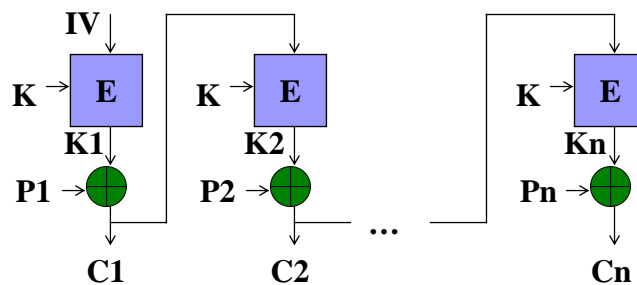 IV
K E K E K E
K1 K2 Kn
P1 P2 Pn
...
C1 C2 Cn